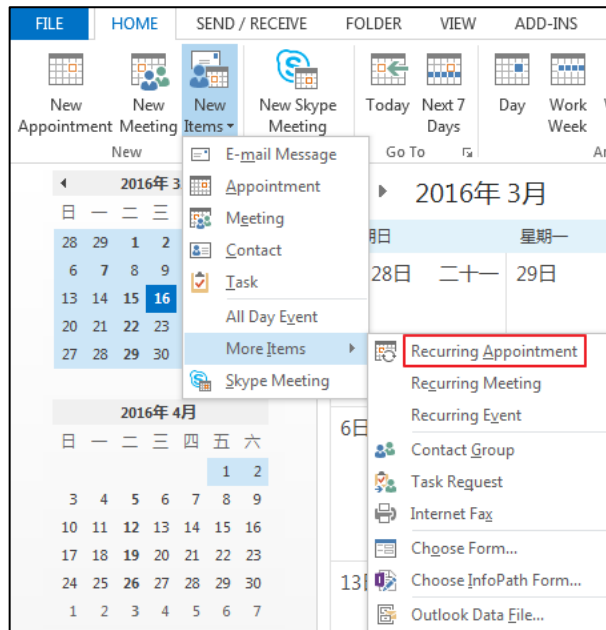 FILE HOME SEND / RECEIVE FOLDER VIEW ADD-INS
New Appointment
New Meeting
New Items
New Skype Meeting
Today
Next 7 Days
Day
Work Week
New
Go To
2016年 3
日 一 二 三
28 29 1 2
6 7 8 9
13 14 15 16
20 21 22 23
27 28 29 30
E-mail Message
Appointment
Meeting
Contact
Task
All Day Event
More Items
Skype Meeting
2016年 3月
期日 星期一
28日 二十一 29日
Recurring Appointment
Recurring Meeting
Recurring Event
Contact Group
Task Request
Internet Fax
Choose Form...
Choose InfoPath Form...
Outlook Data File...
6日
13
2016年 4月
日 一 二 三 四 五 六
1 2
3 4 5 6 7 8 9
10 11 12 13 14 15 16
17 18 19 20 21 22 23
24 25 26 27 28 29 30
1 2 3 4 5 6 7